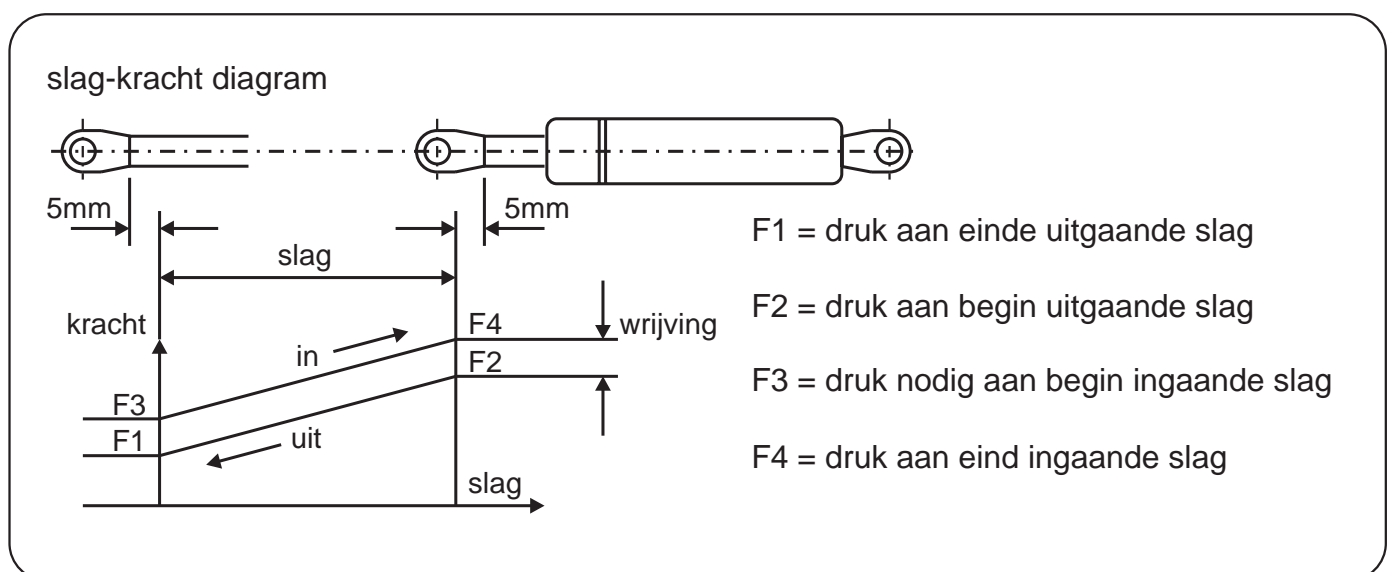 slag-kracht diagram
5mm
5mm
slag
kracht
F4
wrijving
in
F2
F3
F1
uit
slag
F1 = druk aan einde uitgaande slag
F2 = druk aan begin uitgaande slag
F3 = druk nodig aan begin ingaande slag
F4 = druk aan eind ingaande slag